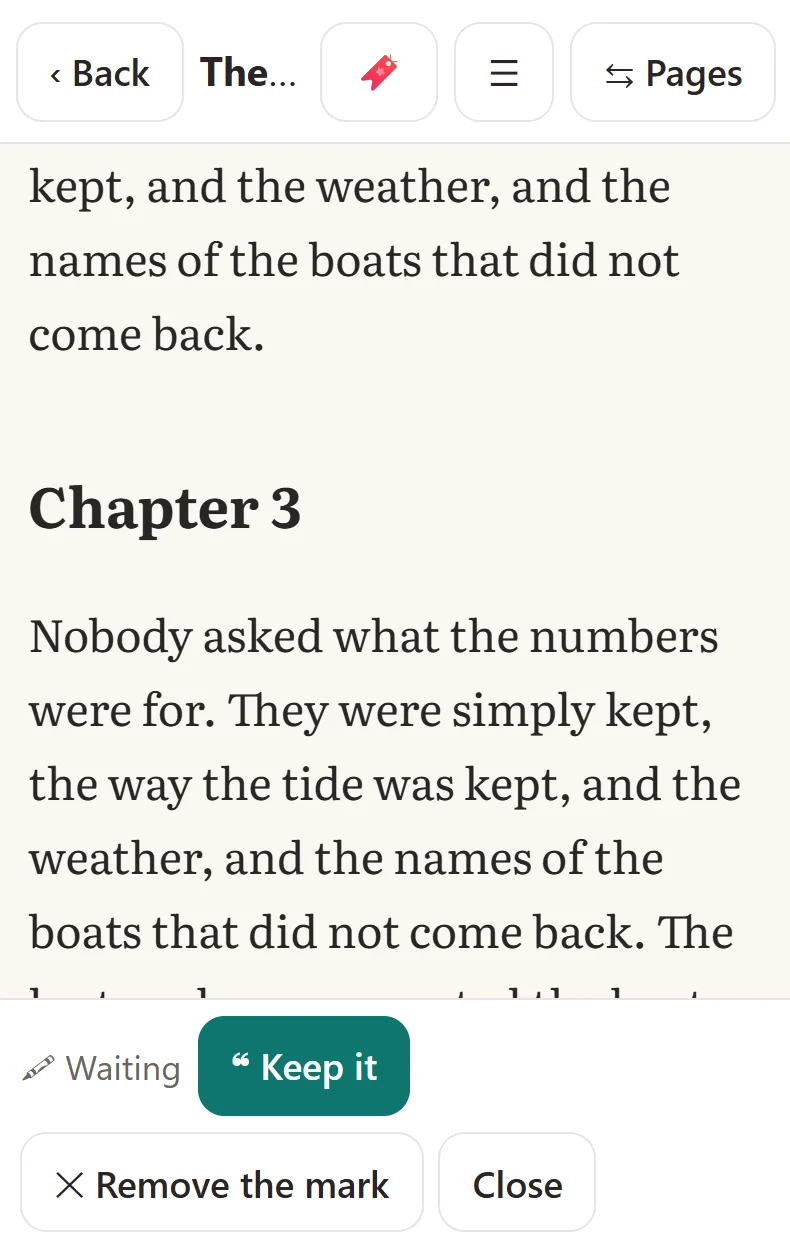 ‹ Back The... ☰ ⇆ Pages
kept, and the weather, and the
names of the boats that did not
come back.
Chapter 3
Nobody asked what the numbers
were for. They were simply kept,
the way the tide was kept, and the
weather, and the names of the
boats that did not come back. The
Waiting ❝ Keep it
✕ Remove the mark Close